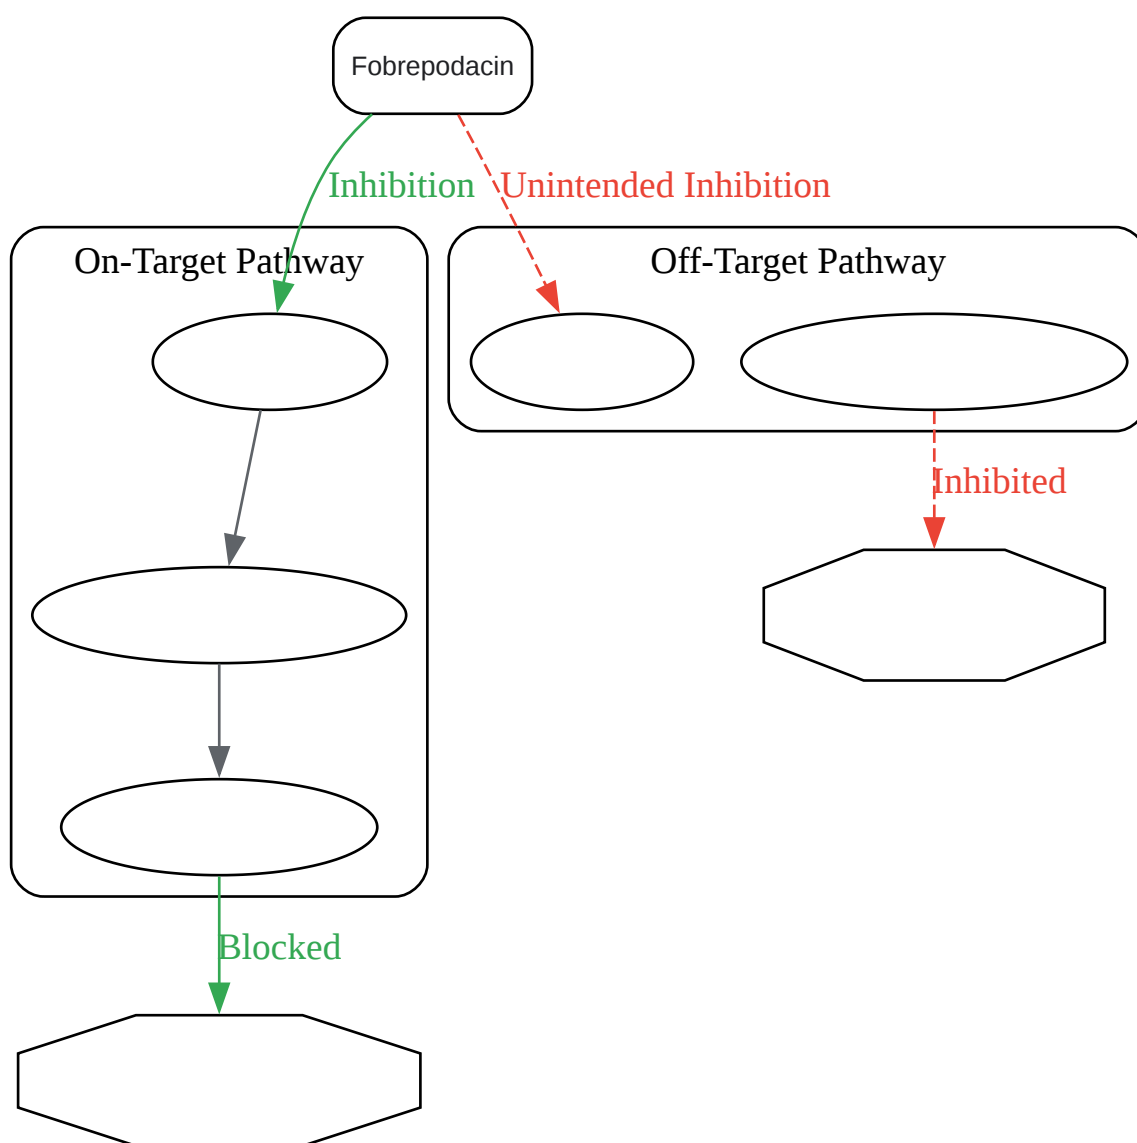 Fobrepodacin
Inhibition
Unintended Inhibition
On-Target Pathway
Off-Target Pathway
Inhibited
Blocked